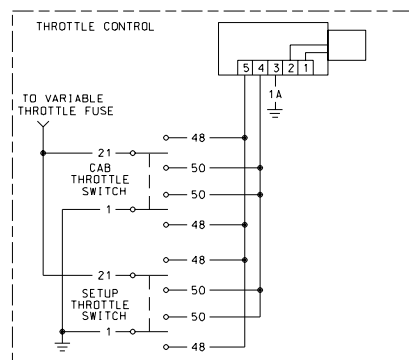 THROTTLE CONTROL
5 4 3 2 1
1A
TO VARIABLE
THROTTLE FUSE
48
21
50
CAB
THROTTLE
SWITCH
50
1
48
48
21
50
SETUP
THROTTLE
SWITCH
50
1
48